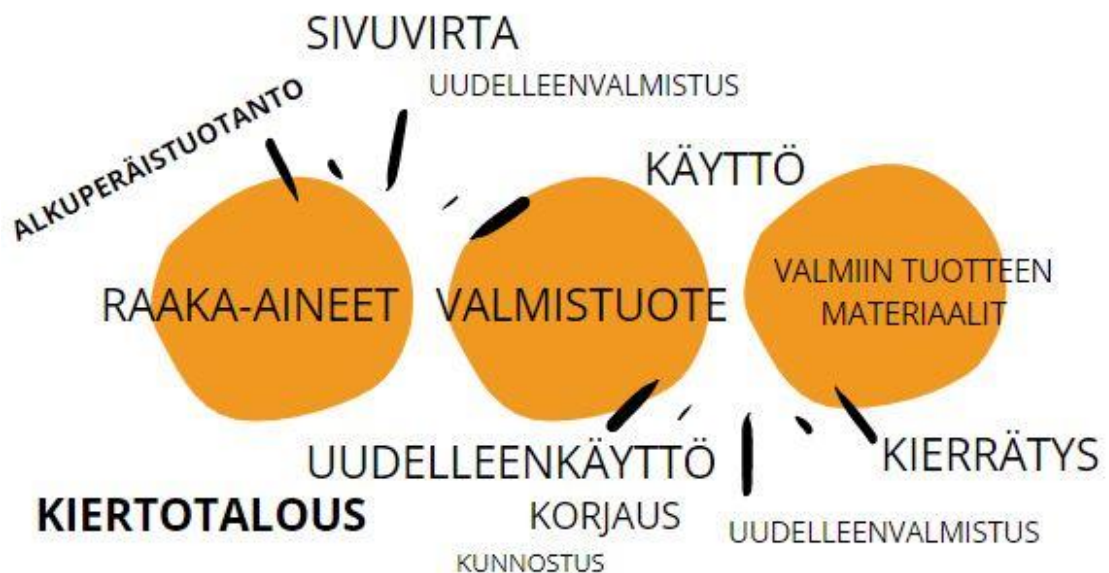 SIVUVIRTA
UUDELLEENVALMISTUS
ALKUPERÄISTUOTANTO
KÄYTTÖ
RAAKA-AINEET
VALMISTUOTE
VALMIIN TUOTTEEN
MATERIAALIT
UUDELLEENKÄYTTÖ
KIERRÄTYS
KIERTOTALOUS
KORJAUS
UUDELLEENVALMISTUS
KUNNOSTUS